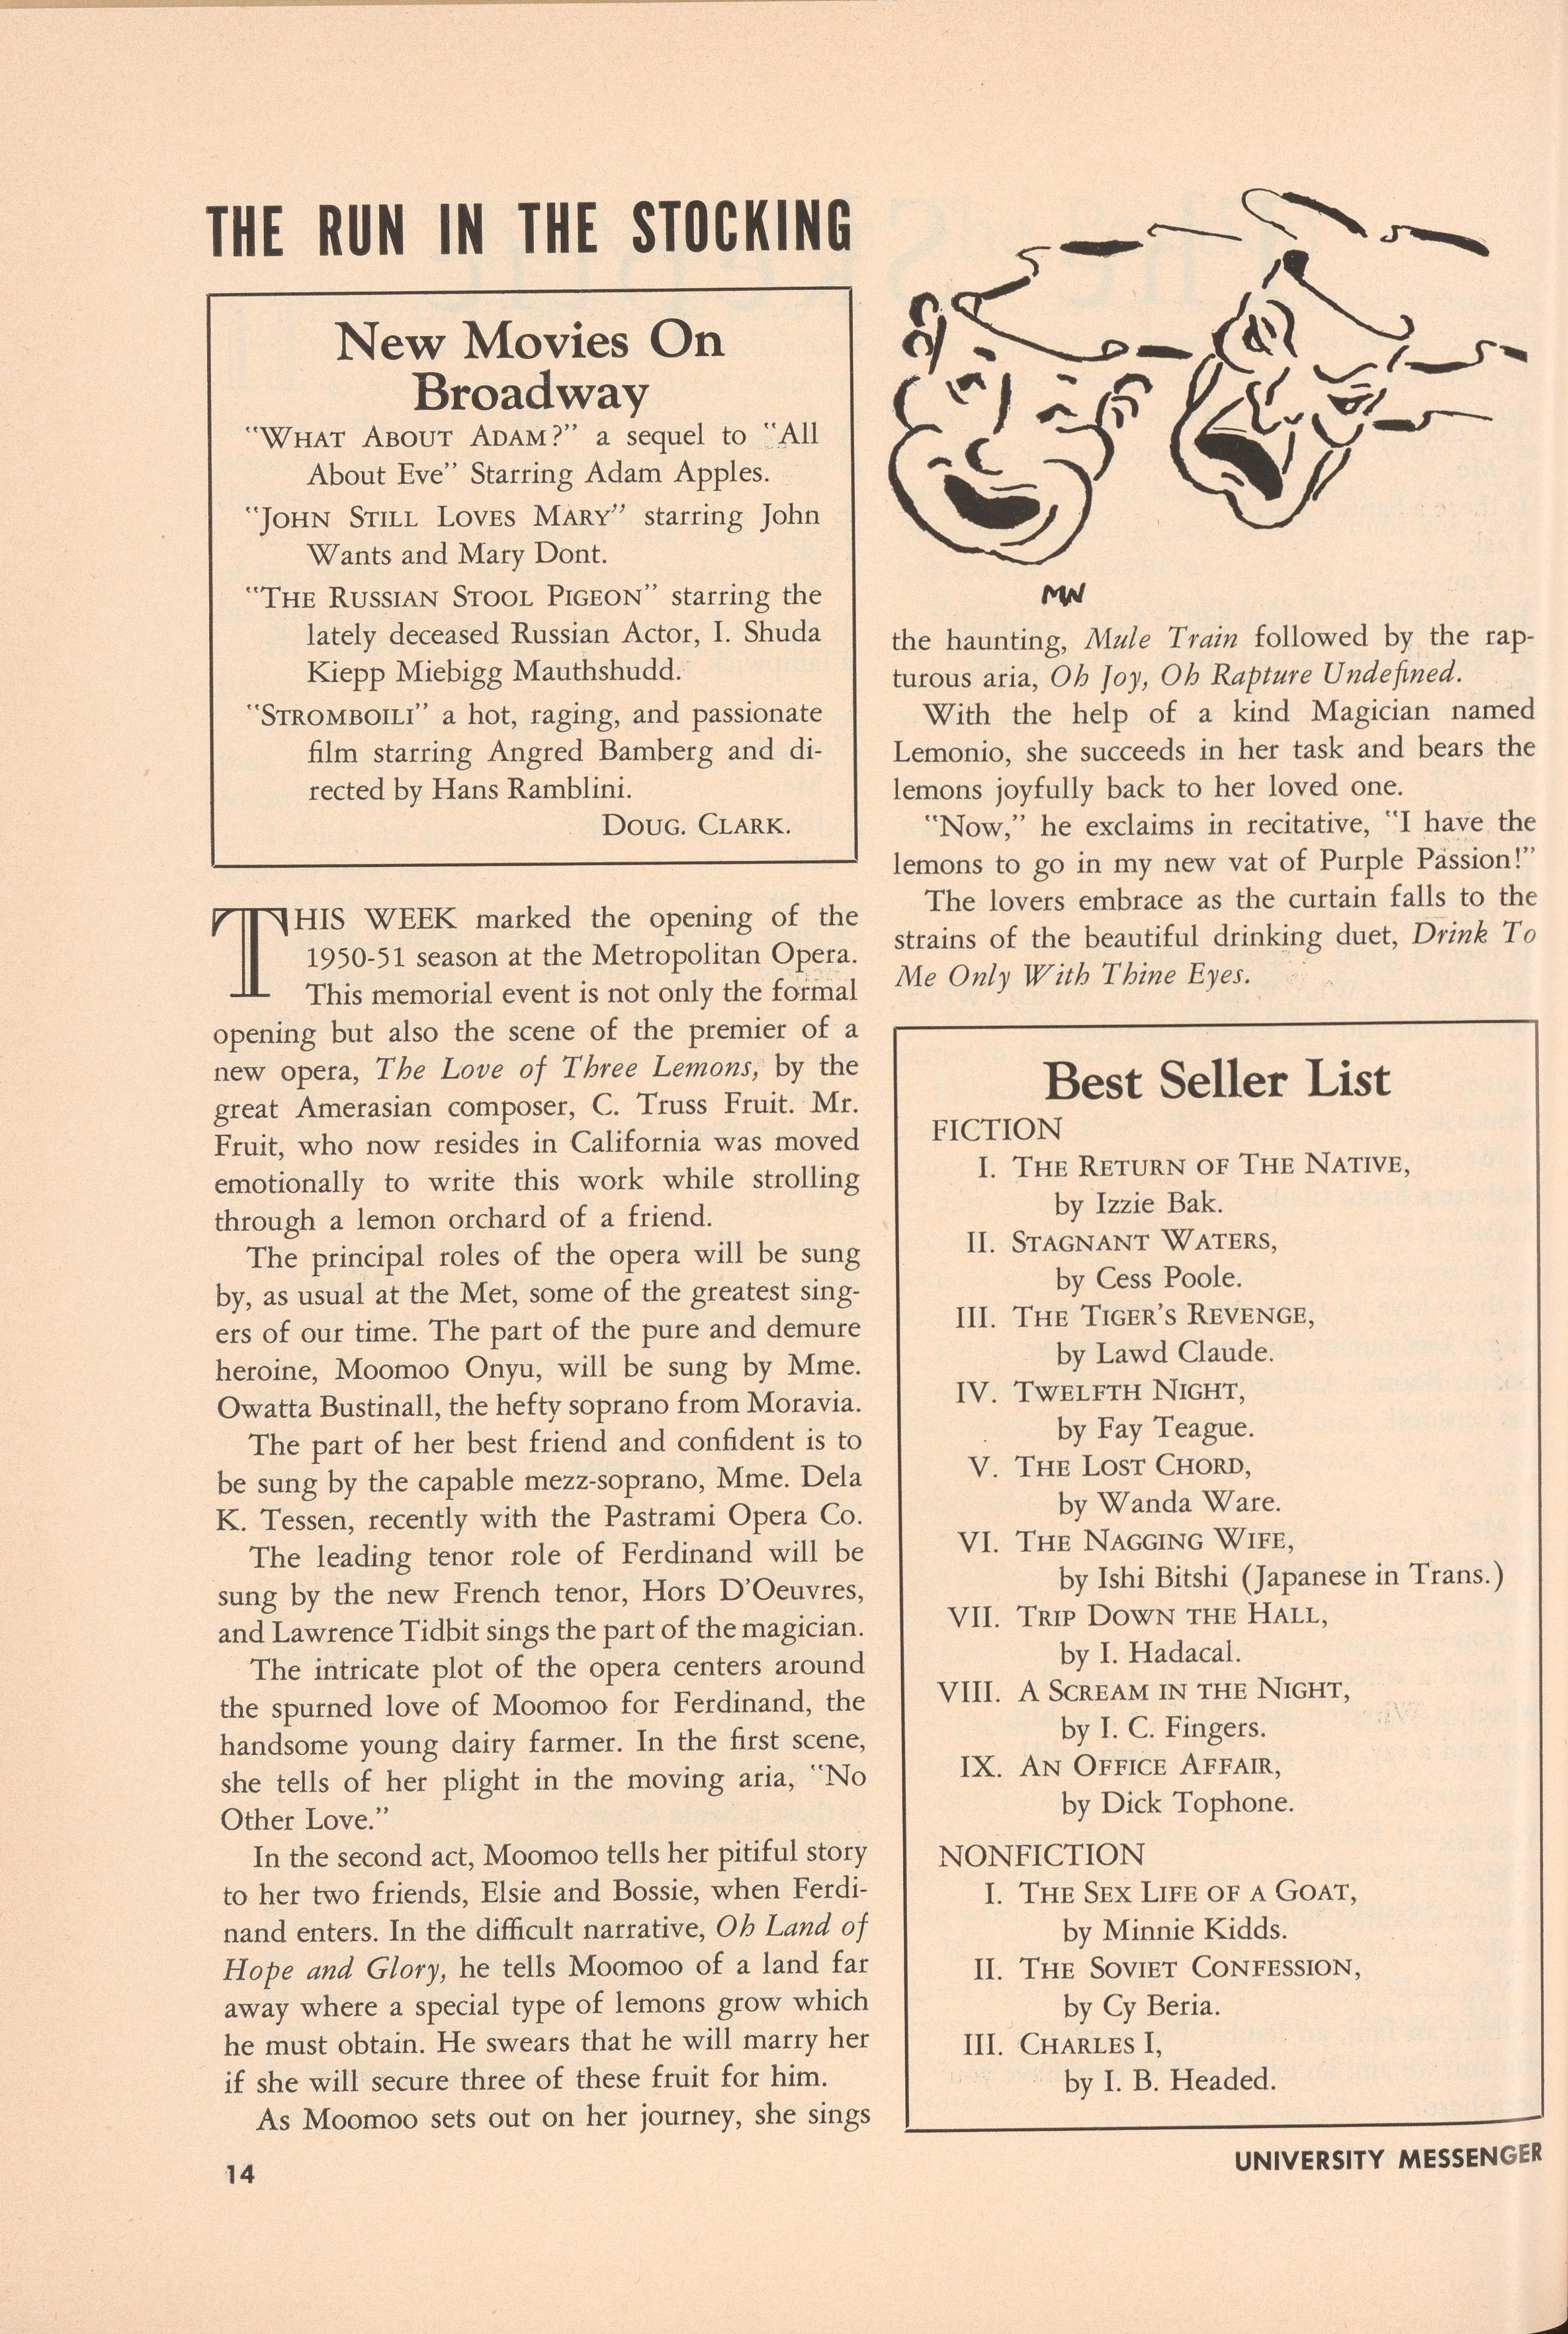 THE RUN IN THE STOCKING
New Movies On
Broadway
"WHAT ABOUT ADAM?" a sequel to "All
About Eve" Starring Adam Apples.
"JOHN STILL LOVES MARY" starring John
Wants and Mary Dont.
"THE RUSSIAN STOOL PIGEON" starring the
lately deceased Russian Actor, I. Shuda
Kiepp Miebigg Mauthshudd.
"STROMBOILI" a hot, raging, and passionate
film starring Angred Bamberg and di-
rected by Hans Ramblini.
DOUG. CLARK.
THIS WEEK marked the opening of the
1950-51 season at the Metropolitan Opera.
This memorial event is not only the formal
opening but also the scene of the premier of a
new opera, The Love of Three Lemons, by the
great Amerasian composer, C. Truss Fruit. Mr.
Fruit, who now resides in California was moved
emotionally to write this work while strolling
through a lemon orchard of a friend.
The principal roles of the opera will be sung
by, as usual at the Met, some of the greatest sing-
ers of our time. The part of the pure and demure
heroine, Moomoo Onyu, will be sung by Mme.
Owatta Bustinall, the hefty soprano from Moravia.
The part of her best friend and confident is to
be sung by the capable mezz-soprano, Mme. Dela
K. Tessen, recently with the Pastrami Opera Co.
The leading tenor role of Ferdinand will be
sung by the new French tenor, Hors D'Oeuvres,
and Lawrence Tidbit sings the part of the magician.
The intricate plot of the opera centers around
the spurned love of Moomoo for Ferdinand, the
handsome young dairy farmer. In the first scene,
she tells of her plight in the moving aria, "No
Other Love."
In the second act, Moomoo tells her pitiful story
to her two friends, Elsie and Bossie, when Ferdi-
nand enters. In the difficult narrative, Oh Land of
Hope and Glory, he tells Moomoo of a land far
away where a special type of lemons grow which
he must obtain. He swears that he will marry her
if she will secure three of these fruit for him.
As Moomoo sets out on her journey, she sings
MW
the haunting, Mule Train followed by the rap-
turous aria, Oh Joy, Oh Rapture Undefined.
With the help of a kind Magician named
Lemonio, she succeeds in her task and bears the
lemons joyfully back to her loved one.
"Now," he exclaims in recitative, "I have the
lemons to go in my new vat of Purple Passion!"
The lovers embrace as the curtain falls to the
strains of the beautiful drinking duet, Drink To
Me Only With Thine Eyes.
Best Seller List
FICTION
I. THE RETURN OF THE NATIVE,
by Izzie Bak.
II. STAGNANT WATERS,
by Cess Poole.
III. THE TIGER'S REVENGE,
by Lawd Claude.
IV. TWELFTH NIGHT,
by Fay Teague.
V. THE LOST CHORD,
by Wanda Ware.
VI. THE NAGGING WIFE,
by Ishi Bitshi (Japanese in Trans.)
VII. TRIP DOWN THE HALL,
by I. Hadacal.
VIII. A SCREAM IN THE NIGHT,
by I. C. Fingers.
IX. AN OFFICE AFFAIR,
by Dick Tophone.
NONFICTION
I. THE SEX LIFE OF A GOAT,
by Minnie Kidds.
II. THE SOVIET CONFESSION,
by Cy Beria.
III. CHARLES I,
by I. B. Headed.
14
UNIVERSITY MESSENGER